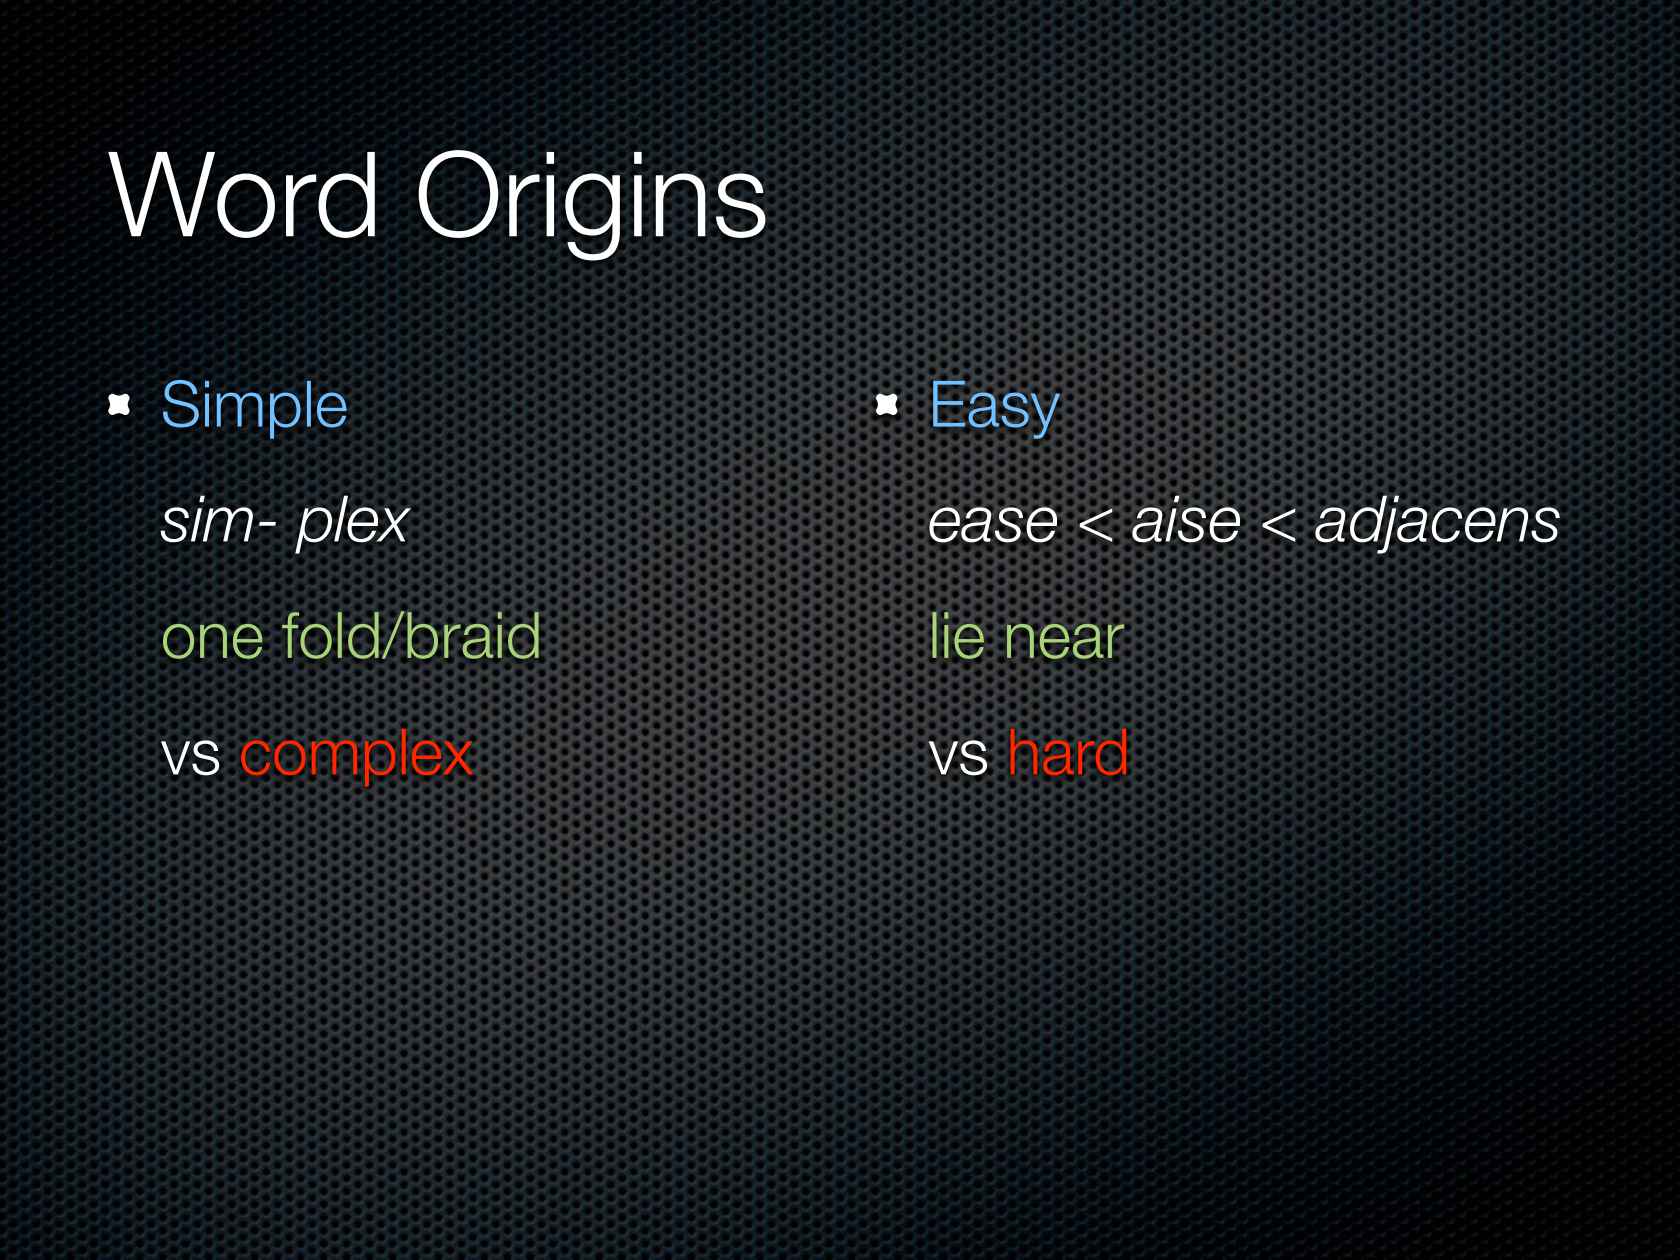 Word Origins
Simple
sim- plex
one fold/braid
vs complex
Easy
ease < aise < adjacens
lie near
vs hard